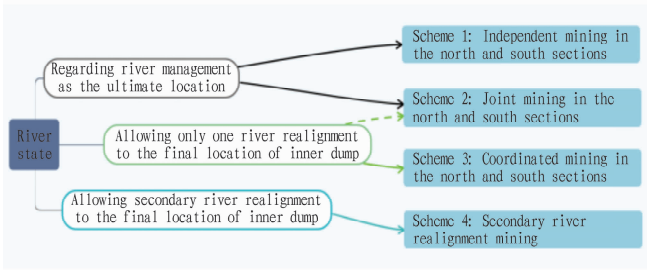 River
state
Regarding river management
as the ultimate location
Allowing only one river realignment
to the final location of inner dump
Allowing secondary river realignment
to the final location of inner dump
Scheme 1: Independent mining in
the north and south sections
Scheme 2: Joint mining in the
north and south sections
Scheme 3: Coordinated mining in
the north and south sections
Scheme 4: Secondary river
realignment mining